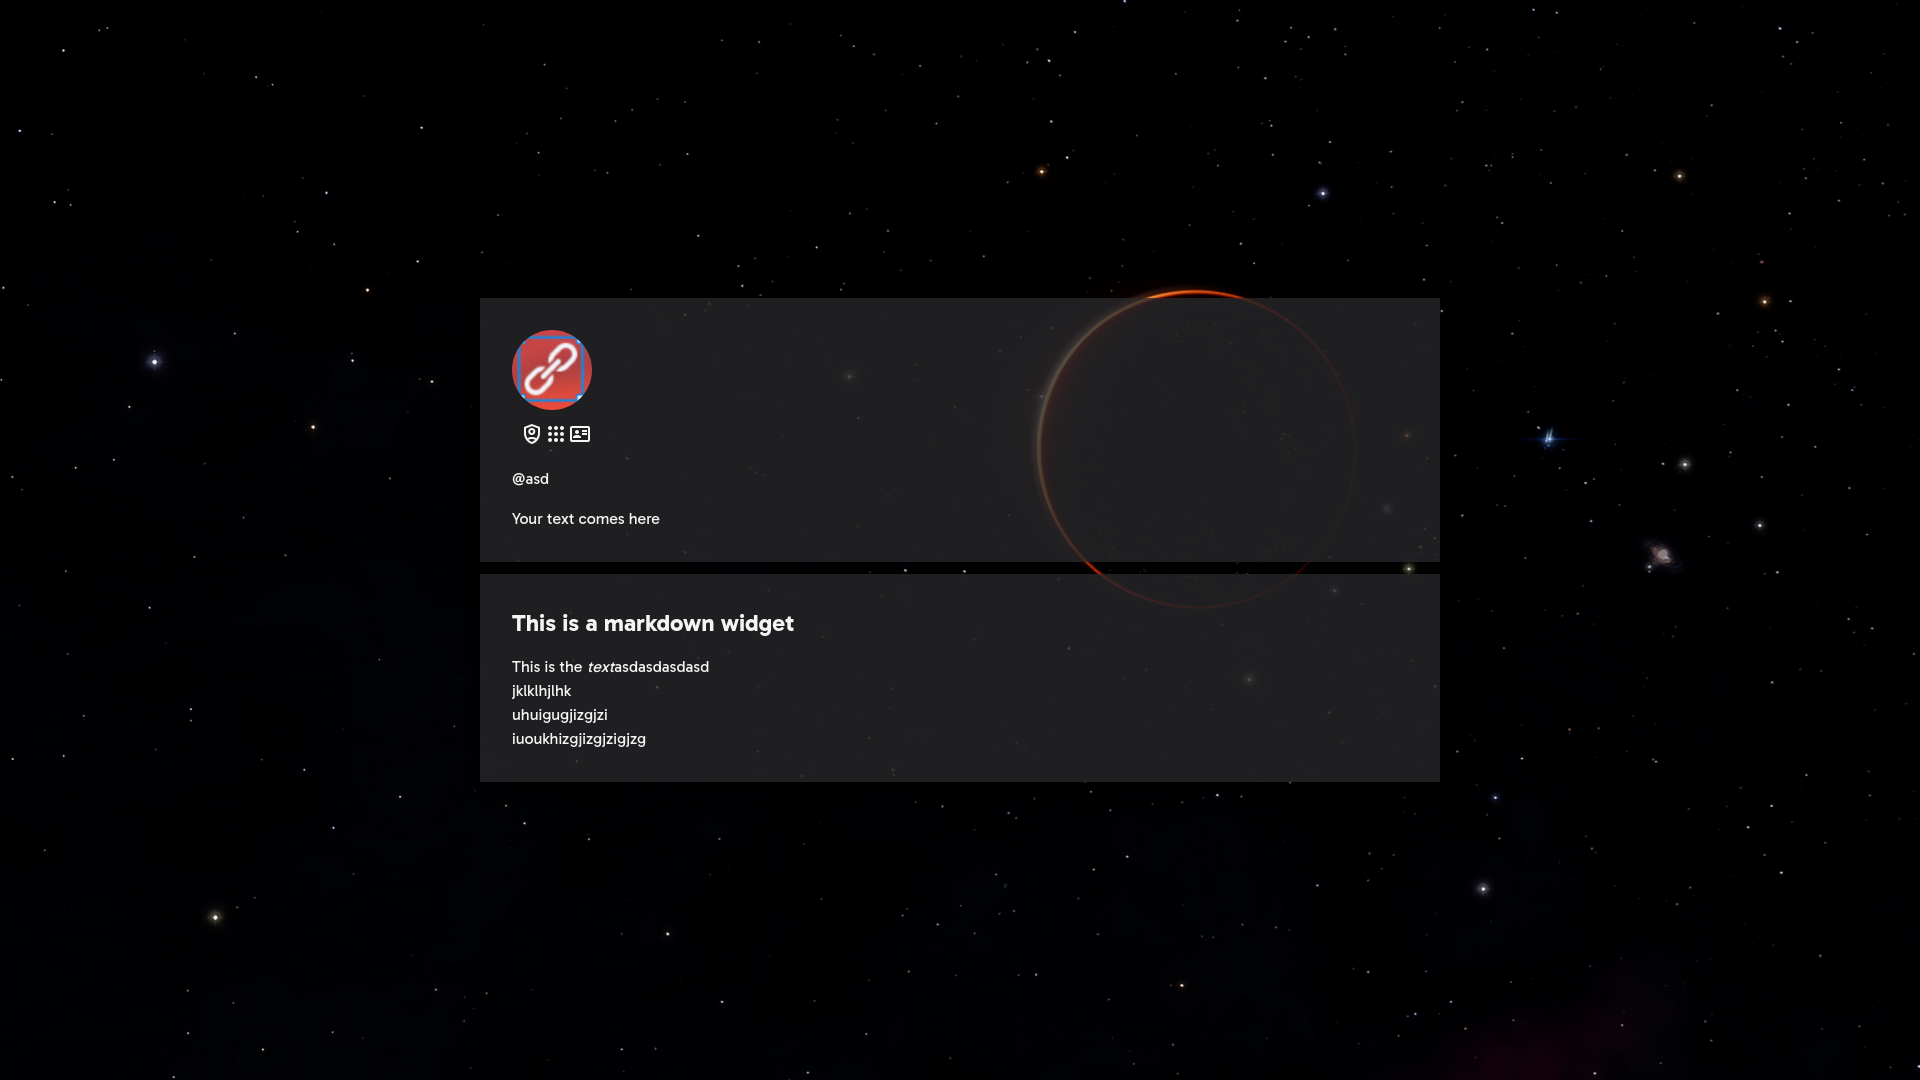 @asd
Your text comes here
This is a markdown widget
This is the textasdasdasdasd
jklklhjlhk
uhuigugjizgjzi
iuoukhizgjizgjzigjzg